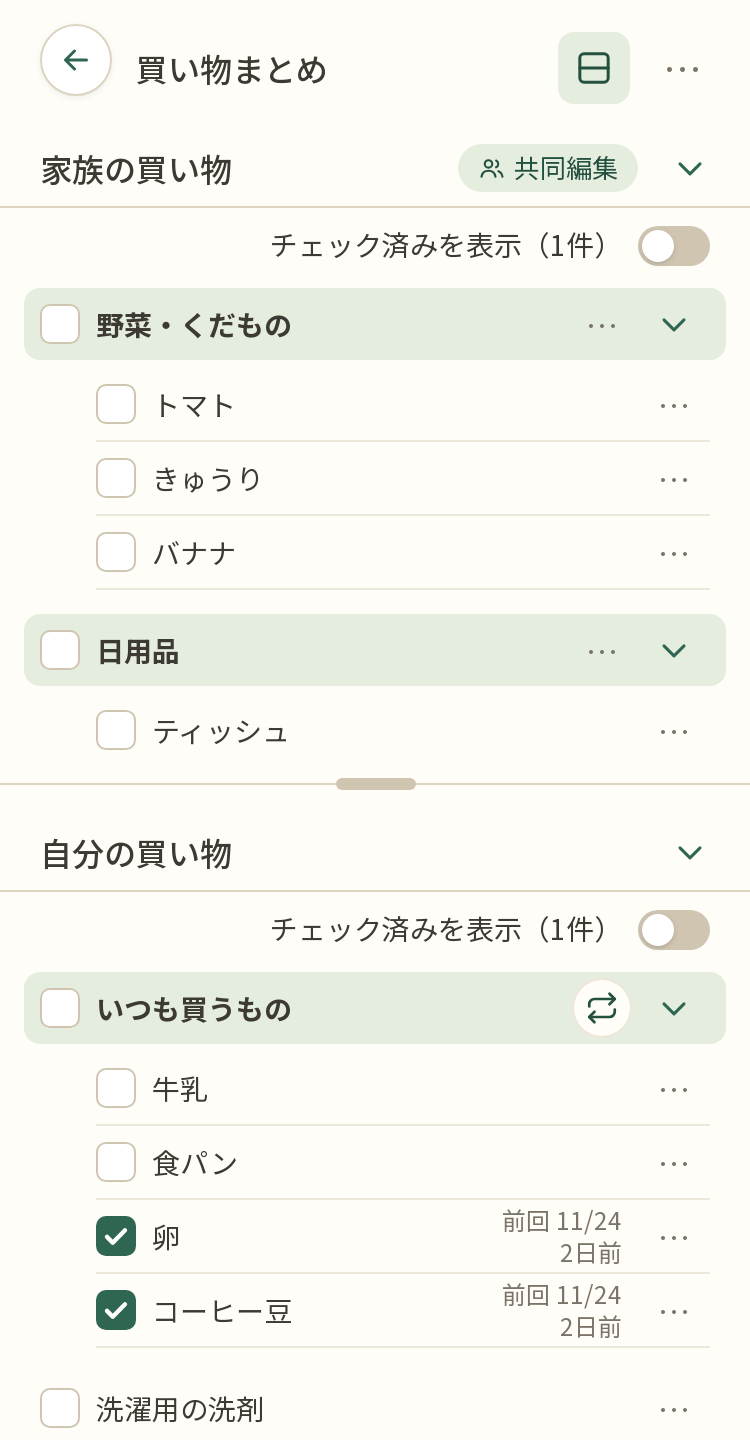 買い物まとめ
家族の買い物
共同編集
チェック済みを表示（1件）
野菜・くだもの
トマト
きゅうり
バナナ
日用品
ティッシュ
自分の買い物
チェック済みを表示（1件）
いつも買うもの
牛乳
食パン
卵
前回 11/24
2日前
コーヒー豆
前回 11/24
2日前
洗濯用の洗剤